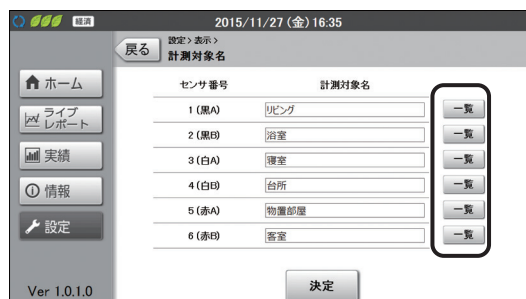 経済 2015/11/27 (金) 16:35
戻る 設定 > 表示 >
計測対象名
ホーム
ライブ
レポート
実績
情報
設定
Ver 1.0.1.0
センサ番号 計測対象名
1 (黒A) リビング 一覧
2 (黒B) 浴室 一覧
3 (白A) 寝室 一覧
4 (白B) 台所 一覧
5 (赤A) 物置部屋 一覧
6 (赤B) 客室 一覧
決定